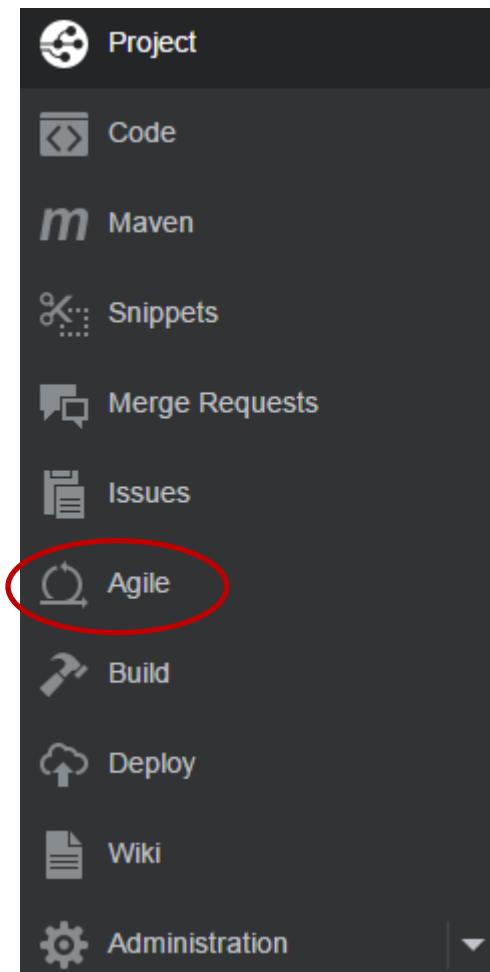 Project
Code
Maven
Snippets
Merge Requests
Issues
Agile
Build
Deploy
Wiki
Administration